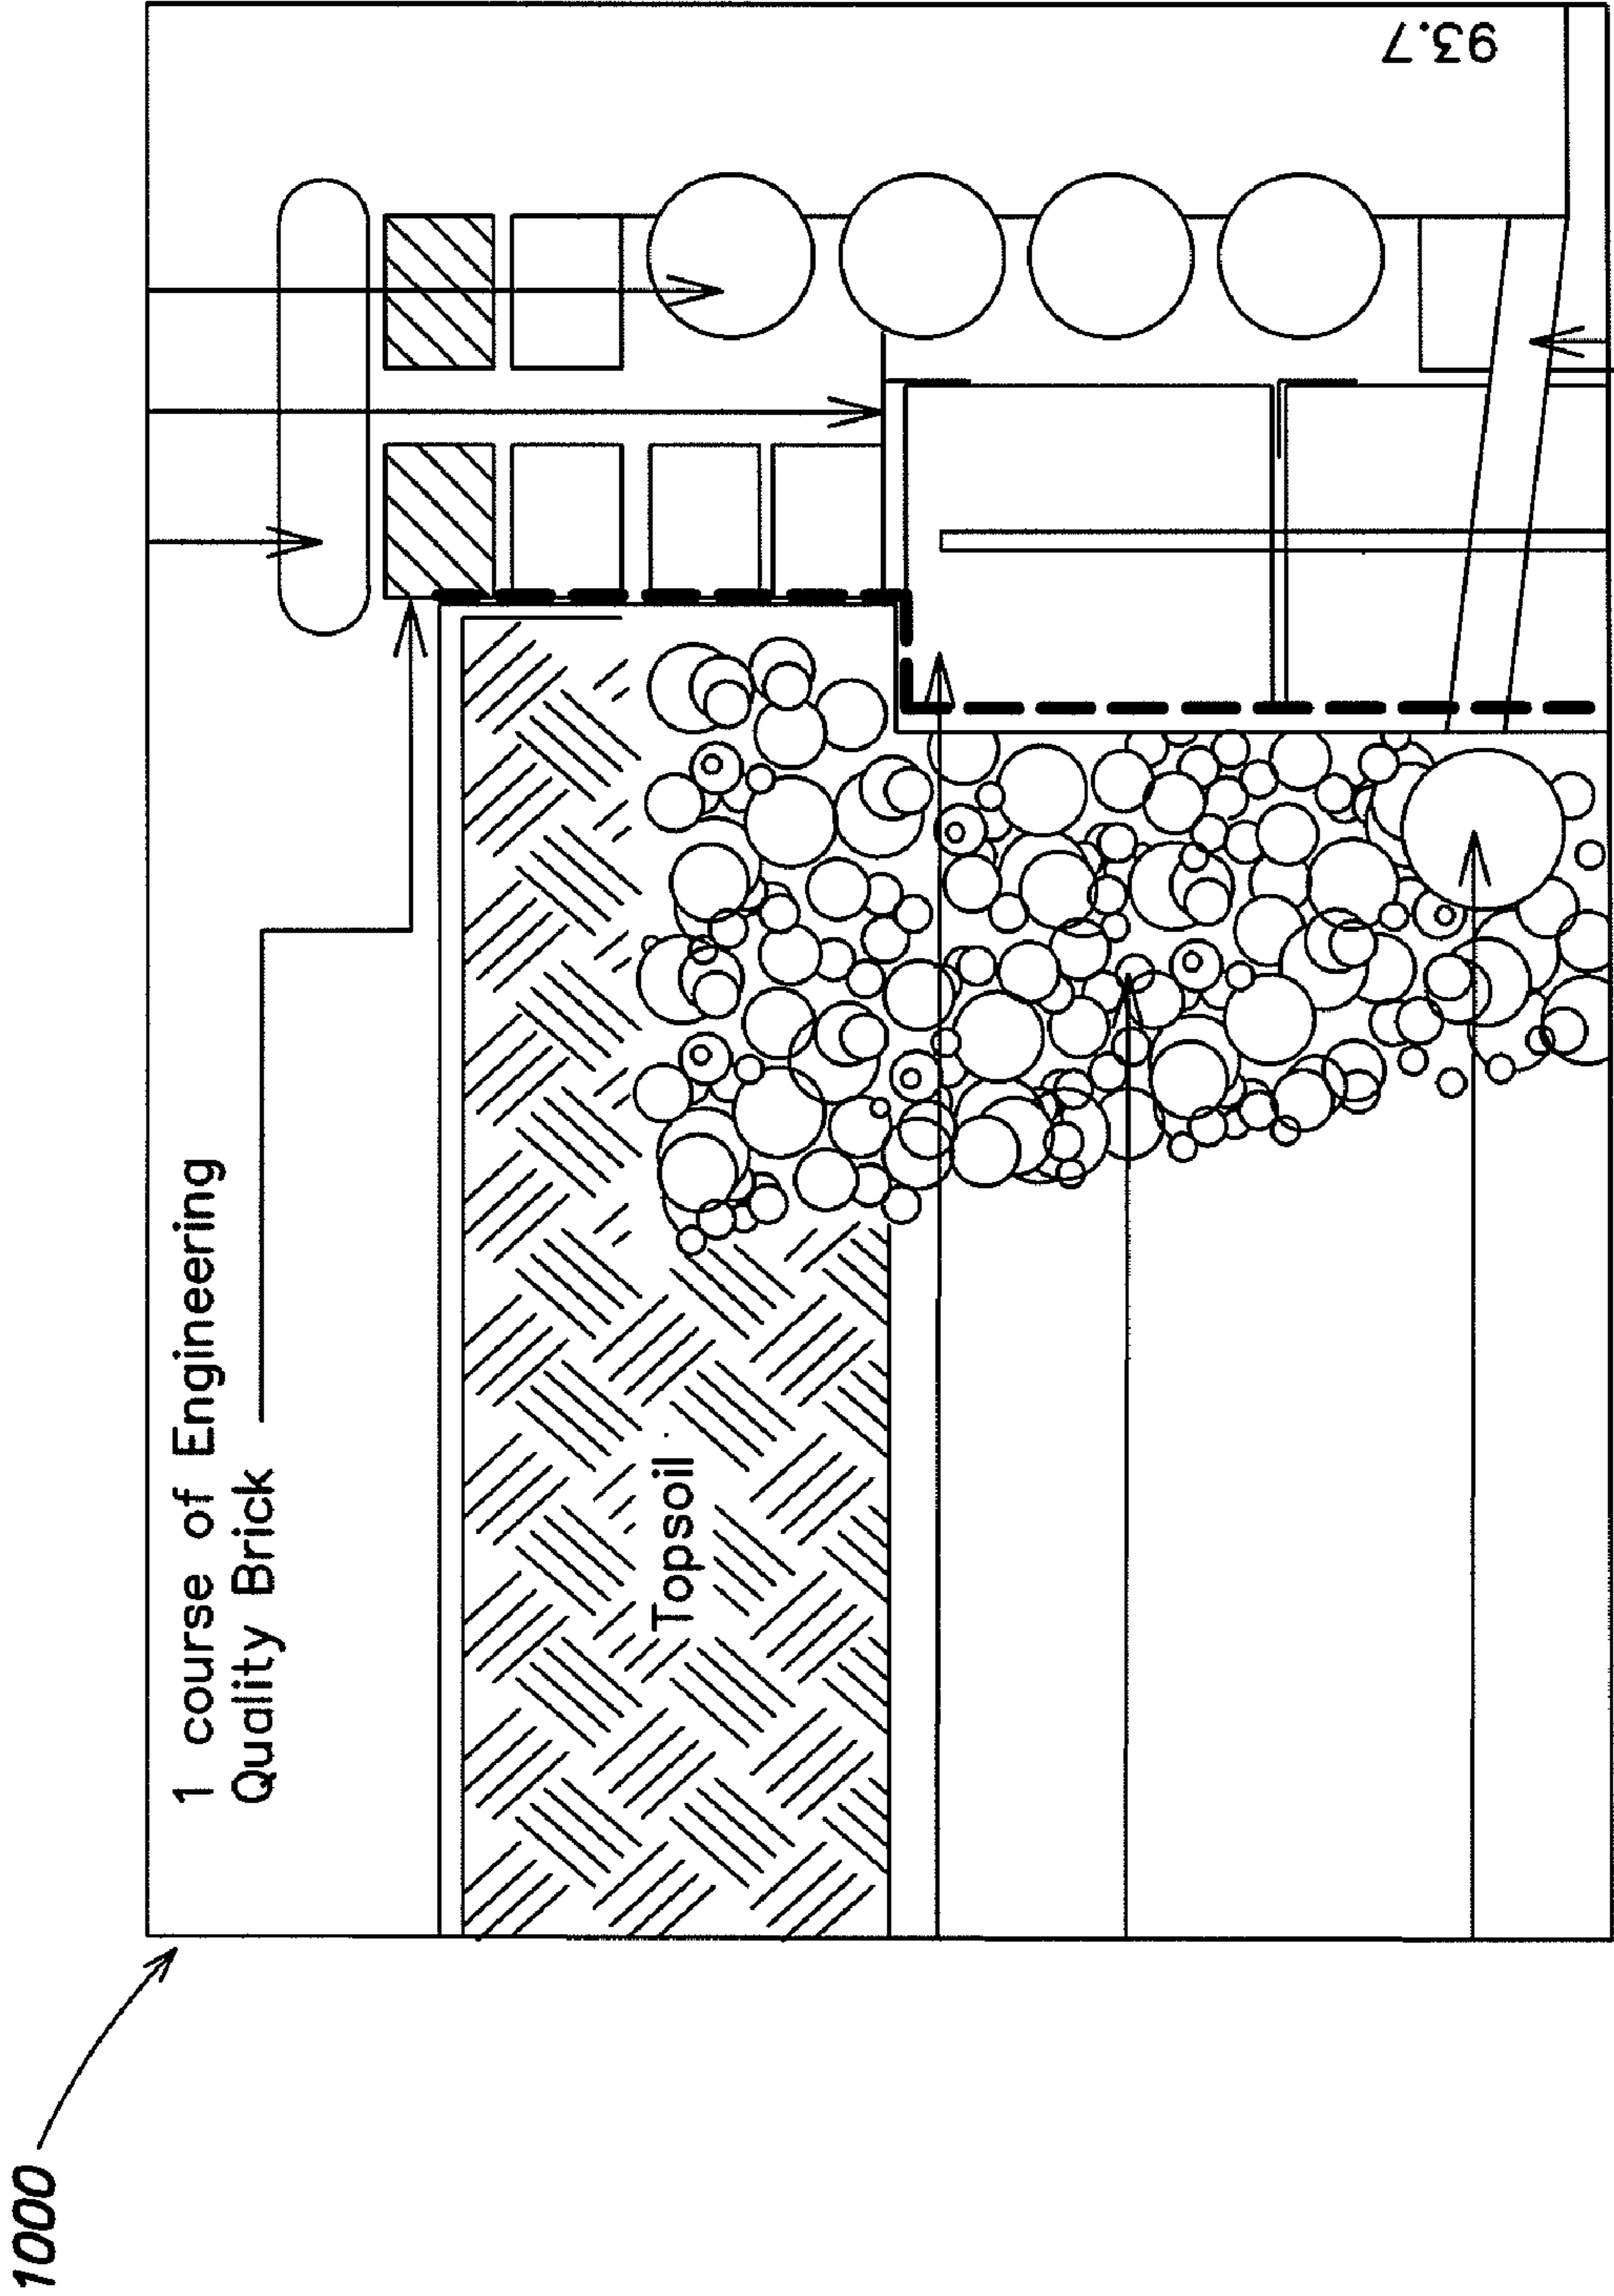 1 course of Engineering
Quality Brick
Topsoil
93.7
1000